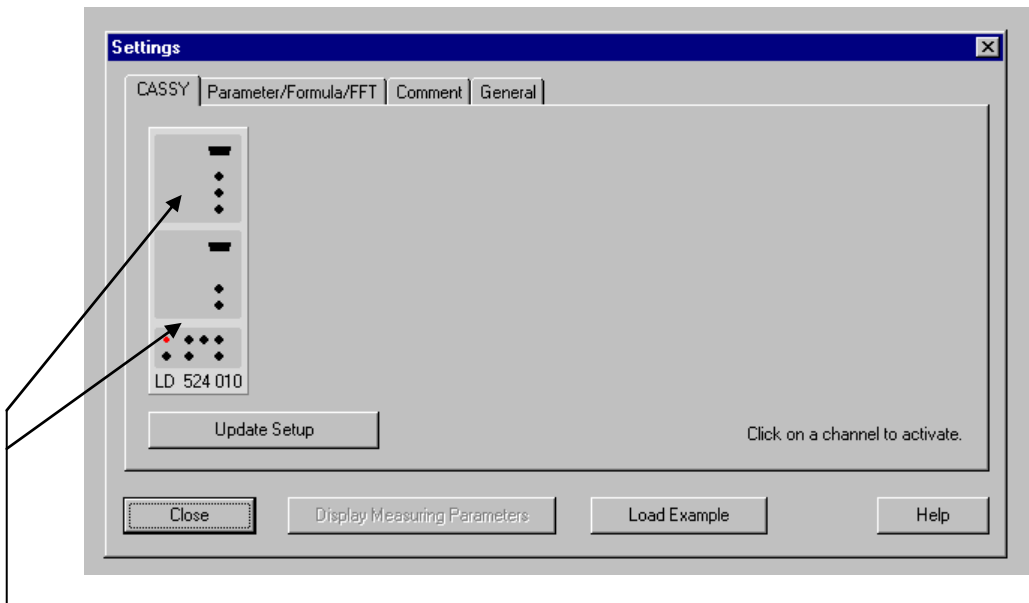 Settings
CASSY Parameter/Formula/FFT Comment General
LD 524 010
Update Setup
Click on a channel to activate.
Close Display Measuring Parameters Load Example Help